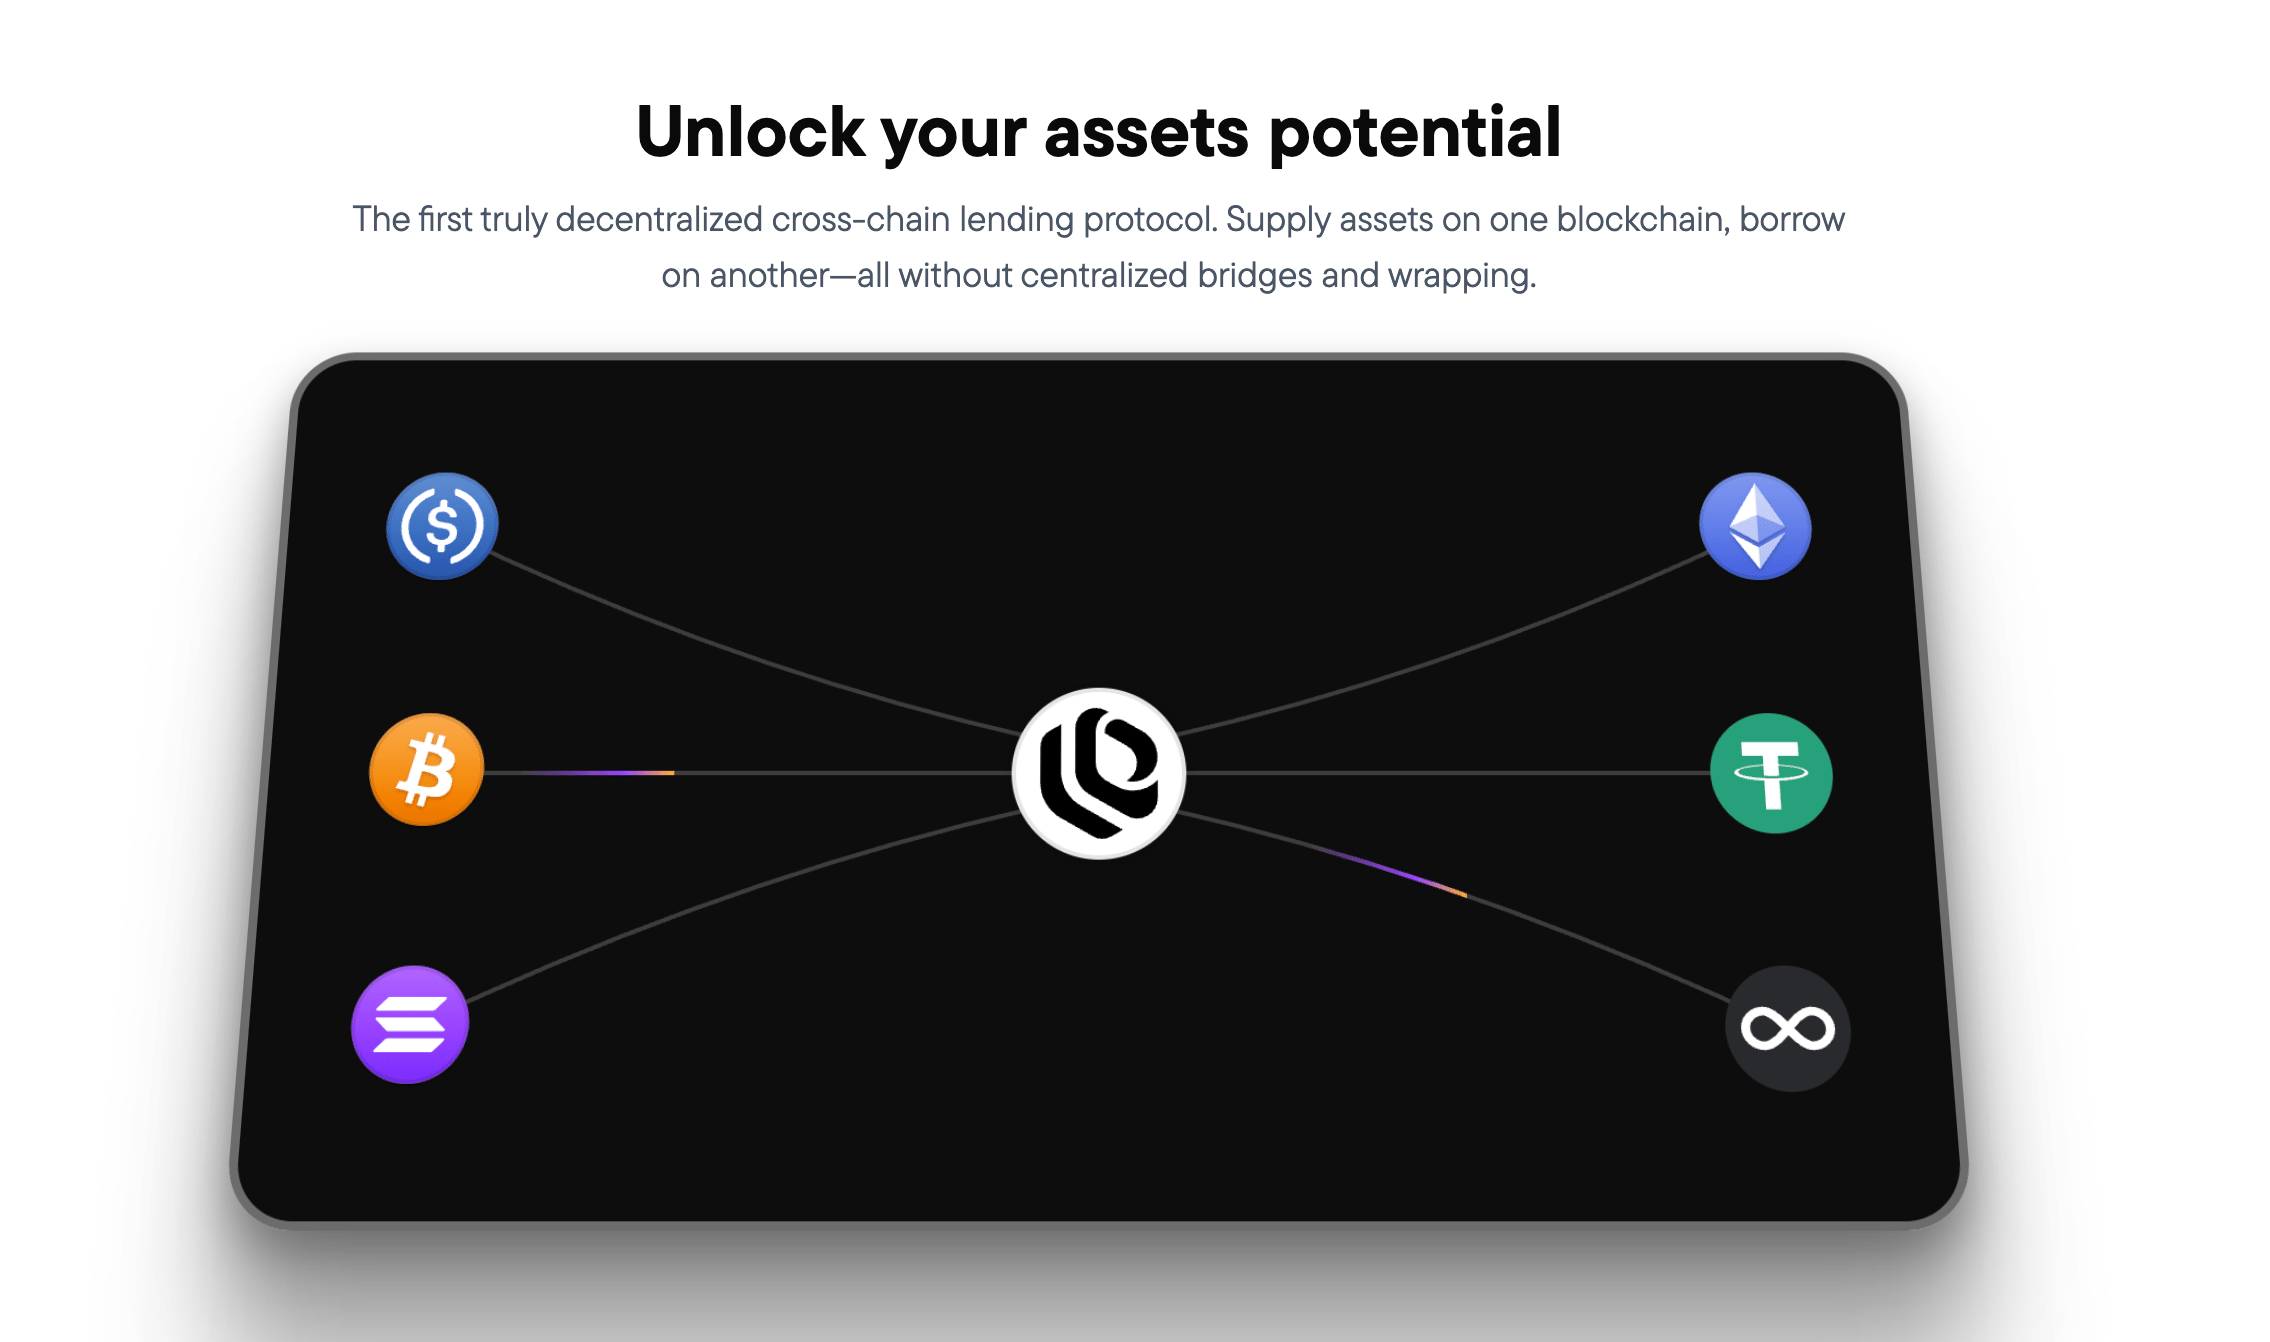 Unlock your assets potential
The first truly decentralized cross-chain lending protocol. Supply assets on one blockchain, borrow
on another—all without centralized bridges and wrapping.